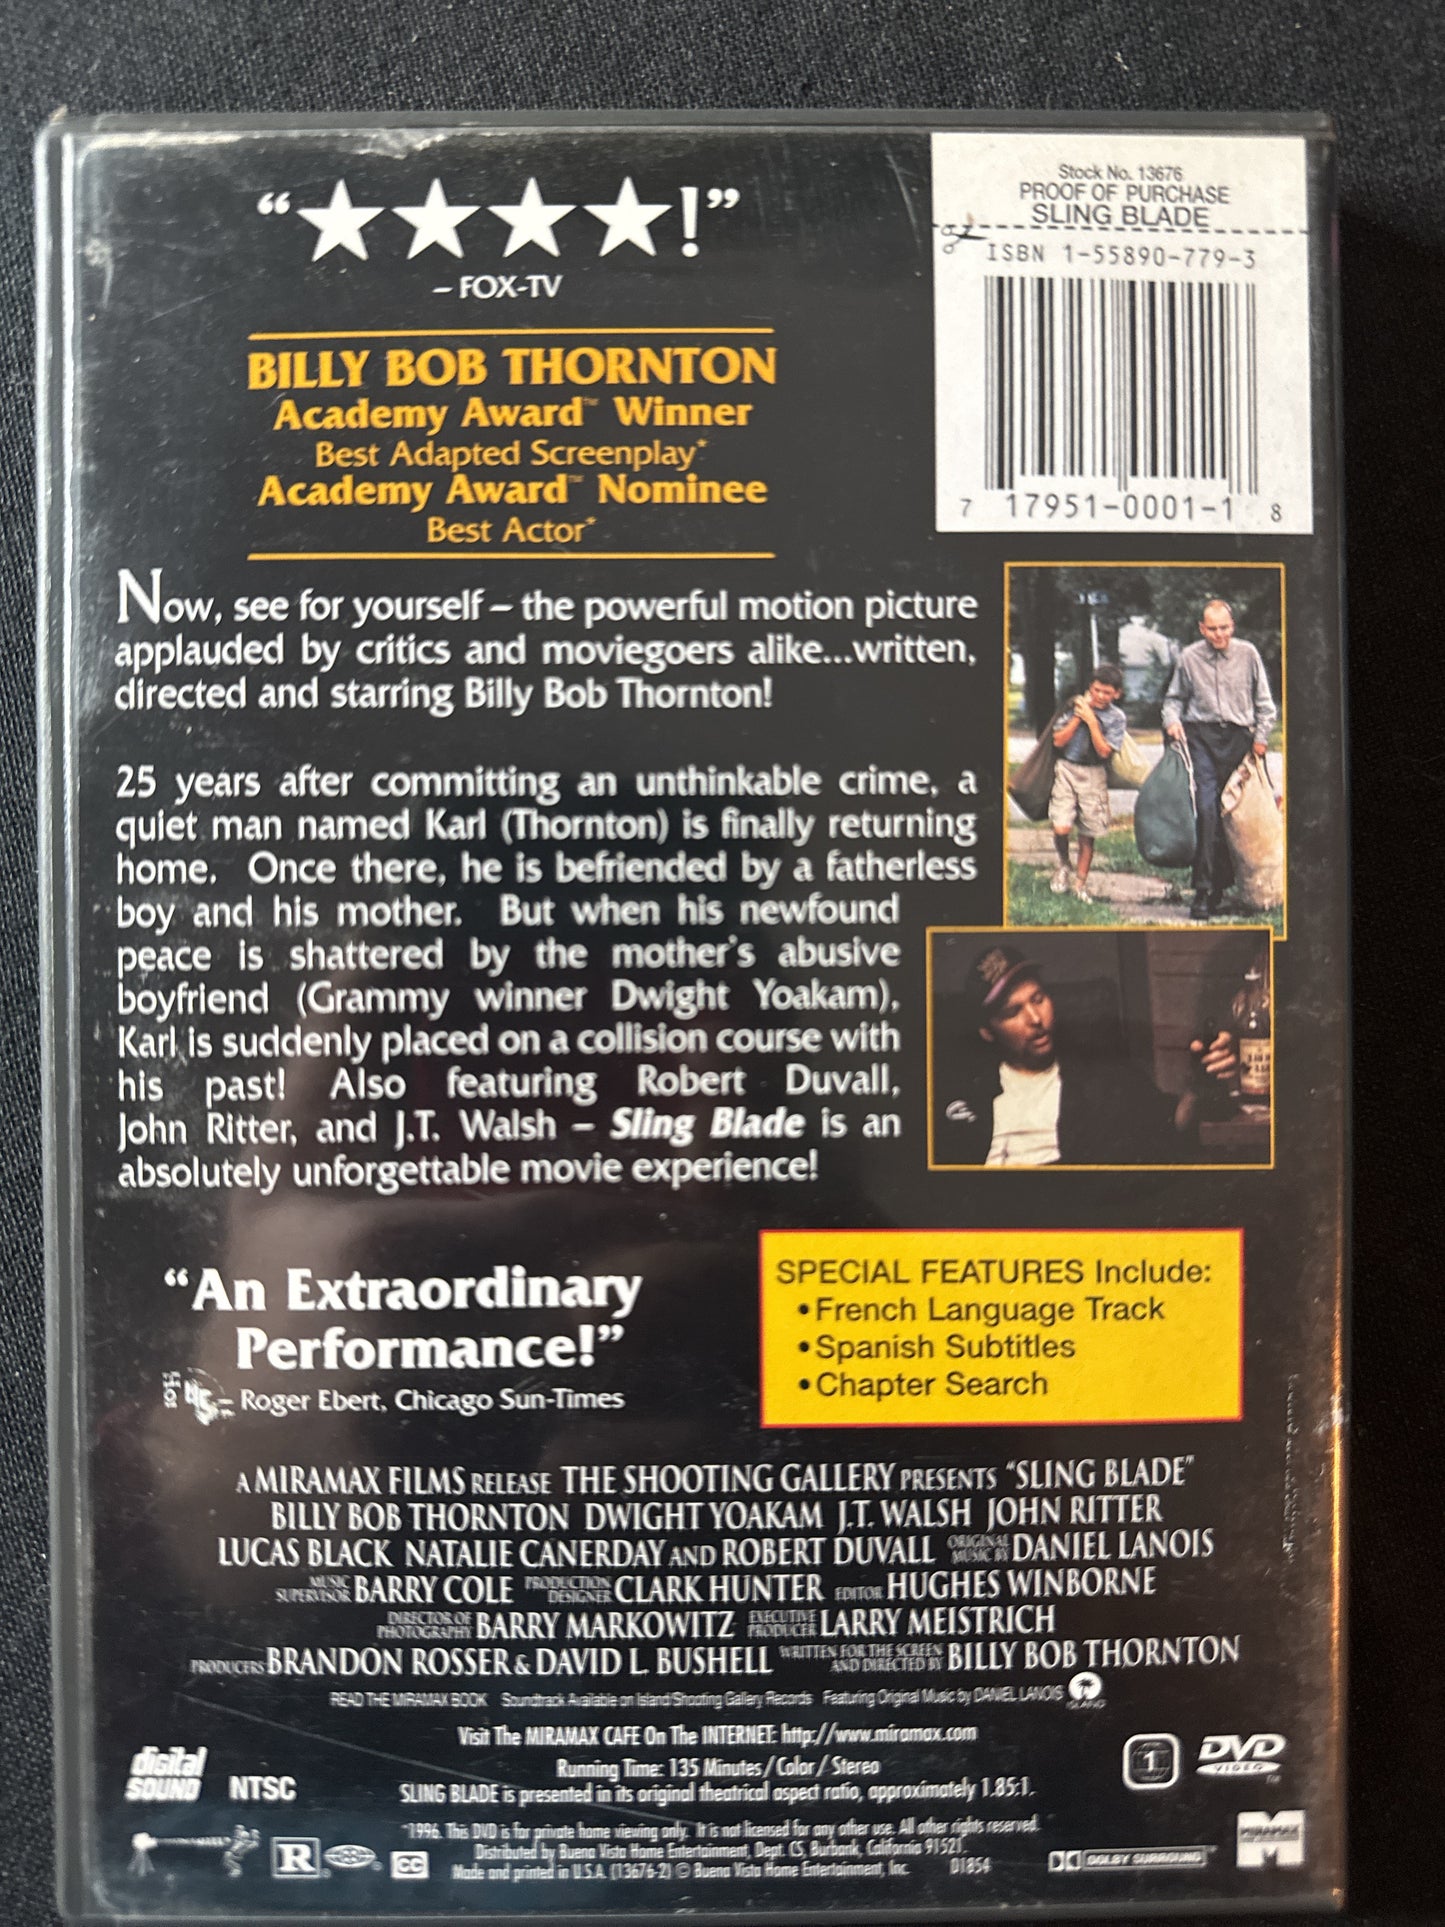 “★★★★!”
– FOX-TV
BILLY BOB THORNTON
Academy Award™ Winner
Best Adapted Screenplay*
Academy Award™ Nominee
Best Actor*
Stock No. 13676
PROOF OF PURCHASE
SLING BLADE
ISBN 1-55890-779-3
7 17951-0001-1 8
Now, see for yourself – the powerful motion picture
applauded by critics and moviegoers alike...written,
directed and starring Billy Bob Thornton!
25 years after committing an unthinkable crime, a
quiet man named Karl (Thornton) is finally returning
home. Once there, he is befriended by a fatherless
boy and his mother. But when his newfound
peace is shattered by the mother's abusive
boyfriend (Grammy winner Dwight Yoakam),
Karl is suddenly placed on a collision course with
his past! Also featuring Robert Duvall,
John Ritter, and J.T. Walsh – Sling Blade is an
absolutely unforgettable movie experience!
“An Extraordinary
Performance!”
– Roger Ebert, Chicago Sun-Times
SPECIAL FEATURES Include:
•French Language Track
•Spanish Subtitles
•Chapter Search
A MIRAMAX FILMS RELEASE THE SHOOTING GALLERY PRESENTS “SLING BLADE”
BILLY BOB THORNTON DWIGHT YOAKAM J.T. WALSH JOHN RITTER
LUCAS BLACK NATALIE CANERDAY AND ROBERT DUVALL ORIGINAL MUSIC BY DANIEL LANOIS
MUSIC SUPERVISOR BARRY COLE PRODUCTION DESIGNER CLARK HUNTER EDITOR HUGHES WINBORNE
DIRECTOR OF PHOTOGRAPHY BARRY MARKOWITZ EXECUTIVE PRODUCER LARRY MEISTRICH
PRODUCERS BRANDON ROSSER & DAVID L. BUSHELL WRITTEN FOR THE SCREEN AND DIRECTED BY BILLY BOB THORNTON
READ THE MIRAMAX BOOK Soundtrack Available on Island/Shooting Gallery Records Featuring Original Music by DANIEL LANOIS ISLAND
Visit The MIRAMAX CAFE On The INTERNET: http://www.miramax.com
Running Time: 135 Minutes/Color/Stereo
SLING BLADE is presented in its original theatrical aspect ratio, approximately 1.85:1.
digital SOUND NTSC
1 DVD VIDEO™
*1996. This DVD is for private home viewing only. It is not licensed for any other use. All other rights reserved.
Distributed by Buena Vista Home Entertainment, Dept. CS, Burbank, California 91521.
Made and printed in U.S.A. (13676-2) © Buena Vista Home Entertainment, Inc. D1854
R CC
DOLBY SURROUND
MIRAMAX